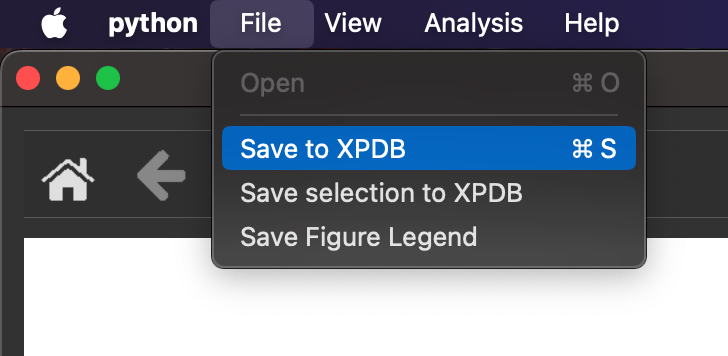 python File View Analysis Help
Open ⌘ O
Save to XPDB ⌘ S
Save selection to XPDB
Save Figure Legend